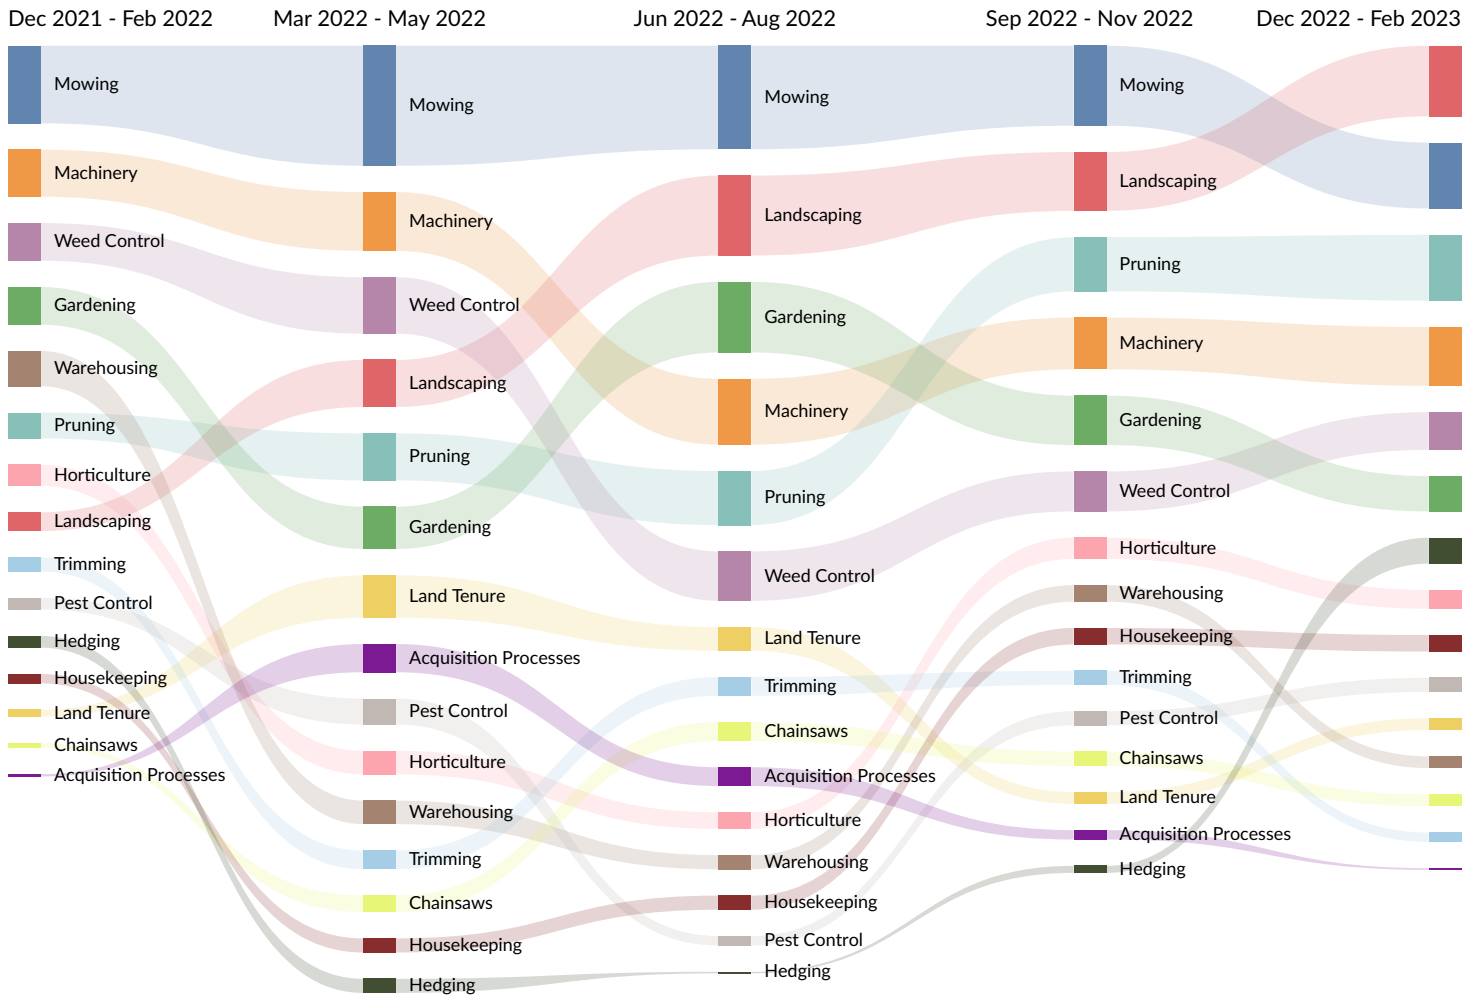 Dec 2021 - Feb 2022
Mar 2022 - May 2022
Jun 2022 - Aug 2022
Sep 2022 - Nov 2022
Dec 2022 - Feb 2023
Mowing
Machinery
Weed Control
Gardening
Warehousing
Pruning
Horticulture
Landscaping
Trimming
Pest Control
Hedging
Housekeeping
Land Tenure
Chainsaws
Acquisition Processes
Mowing
Machinery
Weed Control
Landscaping
Pruning
Gardening
Land Tenure
Acquisition Processes
Pest Control
Horticulture
Warehousing
Trimming
Chainsaws
Housekeeping
Hedging
Mowing
Landscaping
Gardening
Machinery
Pruning
Weed Control
Land Tenure
Trimming
Chainsaws
Acquisition Processes
Horticulture
Warehousing
Housekeeping
Pest Control
Hedging
Mowing
Landscaping
Pruning
Machinery
Gardening
Weed Control
Horticulture
Warehousing
Housekeeping
Trimming
Pest Control
Chainsaws
Land Tenure
Acquisition Processes
Hedging